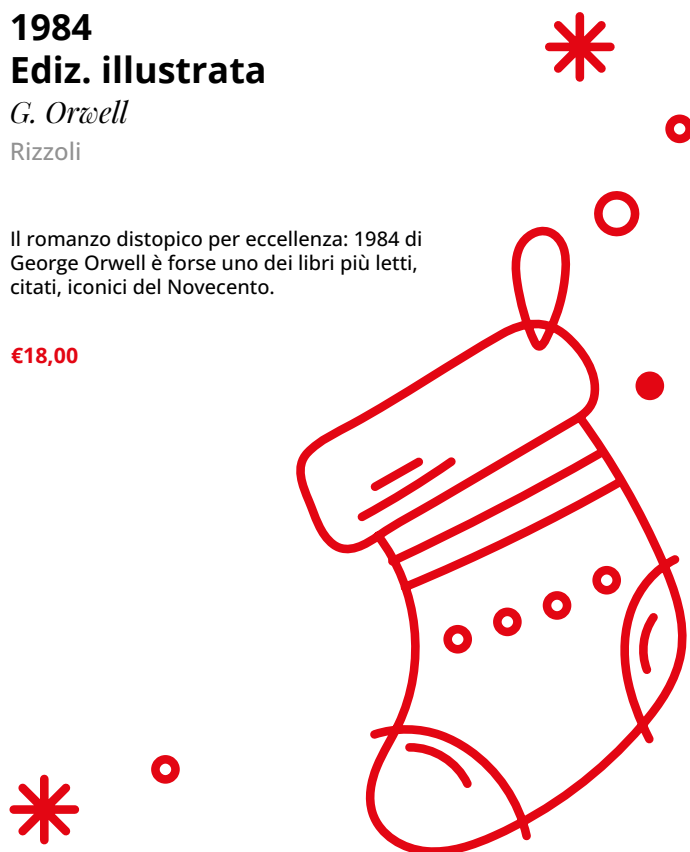 1984
Ediz. illustrata
G. Orwell
Rizzoli
Il romanzo distopico per eccellenza: 1984 di
George Orwell è forse uno dei libri più letti,
citati, iconici del Novecento.
€18,00